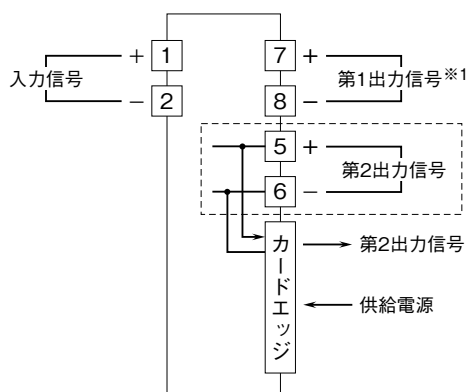 入力信号
+ 1
− 2
7 +
8 −
第1出力信号※1
5 +
6 −
第2出力信号
カードエッジ
第2出力信号
供給電源